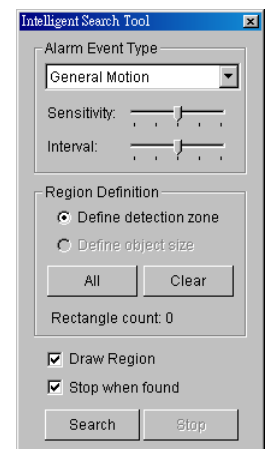 Intelligent Search Tool
Alarm Event Type
General Motion
Sensitivity:
Interval:
Region Definition
Define detection zone
Define object size
All Clear
Rectangle count: 0
Draw Region
Stop when found
Search Stop